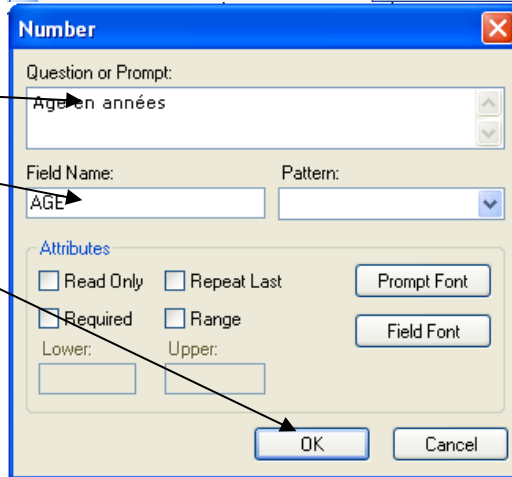 Number
Question or Prompt:
Age en années
Field Name: Pattern:
AGE
Attributes
Read Only Repeat Last Prompt Font
Required Range Field Font
Lower: Upper:
OK Cancel